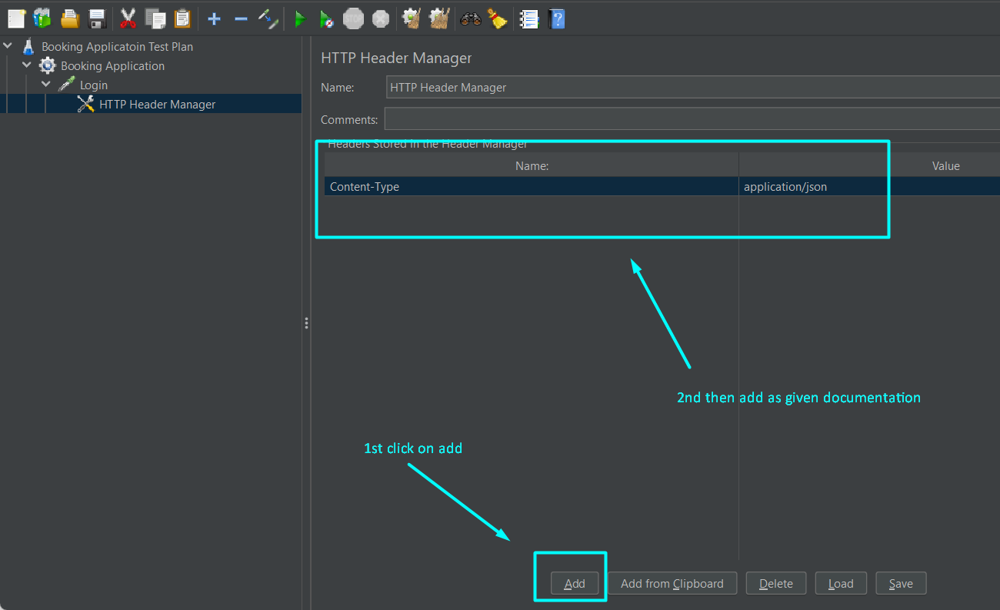 STOP
Booking Applicatoin Test Plan
Booking Application
Login
HTTP Header Manager
HTTP Header Manager
Name: HTTP Header Manager
Comments:
Headers Stored in the Header Manager
Name: Value
Content-Type application/json
2nd then add as given documentation
1st click on add
Add Add from Clipboard Delete Load Save